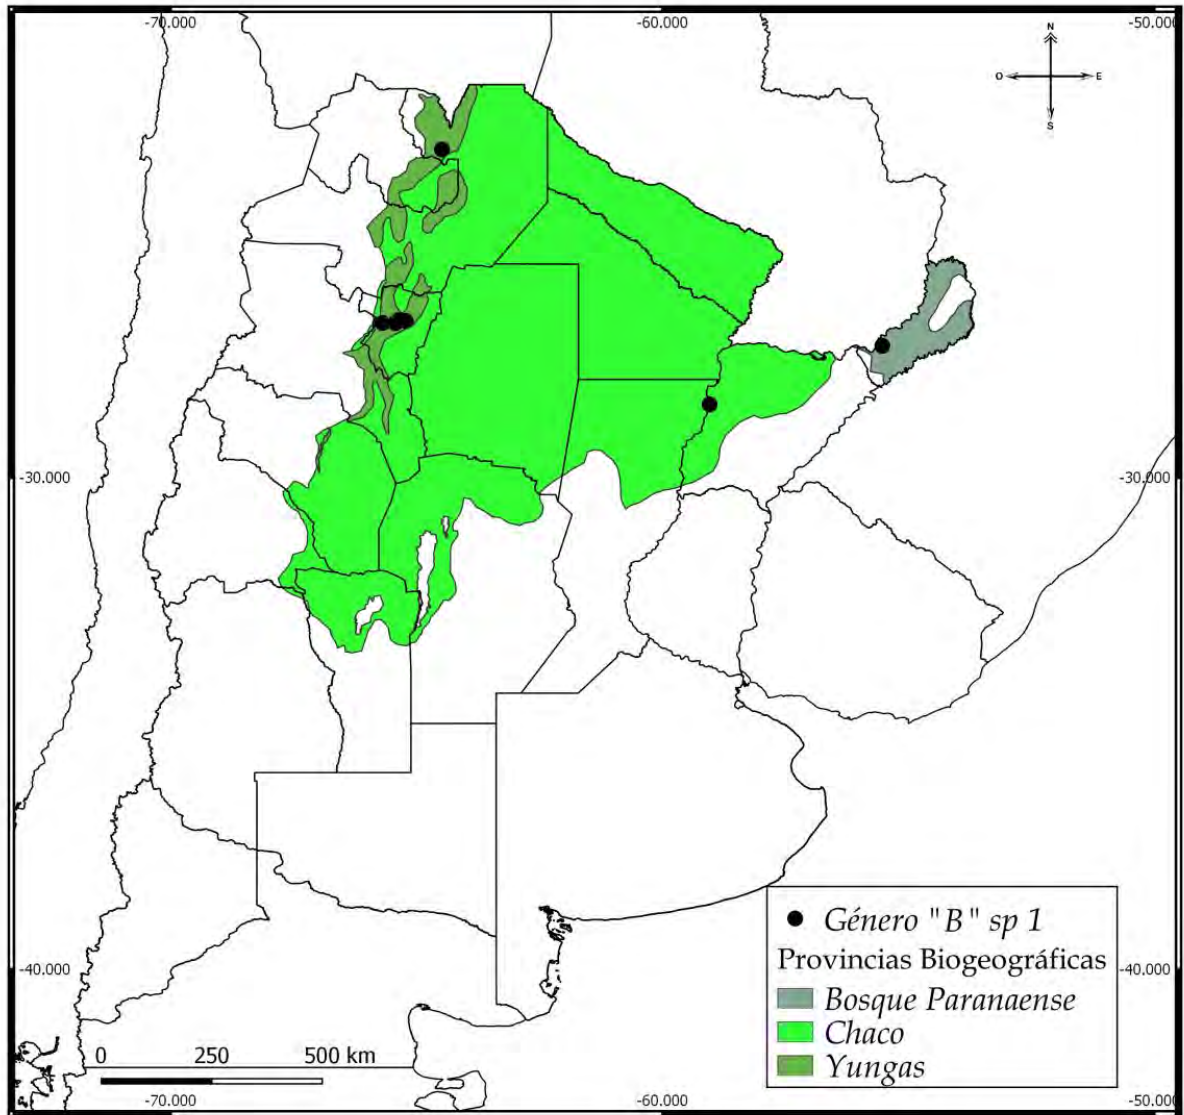 -70.000 -60.000 -50.000
N
O E
S
-30.000 -30.000
Género "B" sp 1
Provincias Biogeográficas
-40.000 -40.000
Bosque Paranaense
Chaco
0 250 500 km
Yungas
-70.000 -60.000 -50.000